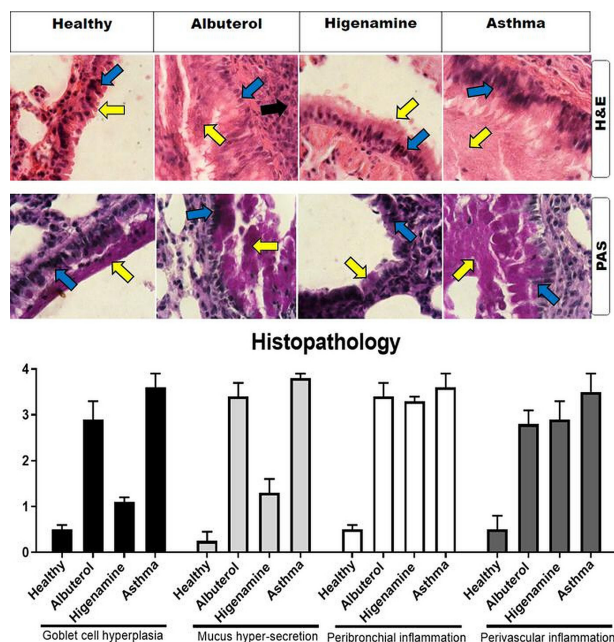 Healthy Albuterol Higenamine Asthma
H&E
PAS
Histopathology
4
3
2
1
0
Healthy Albuterol Higenamine Asthma Healthy Albuterol Higenamine Asthma Healthy Albuterol Higenamine Asthma Healthy Albuterol Higenamine Asthma
Goblet cell hyperplasia Mucus hyper-secretion Peribronchial inflammation Perivascular inflammation